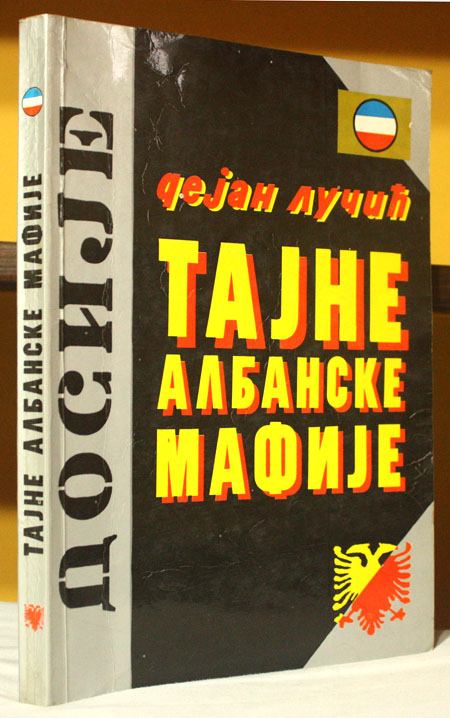 ТАЈНЕ АЛБАНСКЕ МАФИЈЕ
ДОСИЈЕ
дејан лучић
ТАЈНЕ
АЛБАНСКЕ
МАФИЈЕ